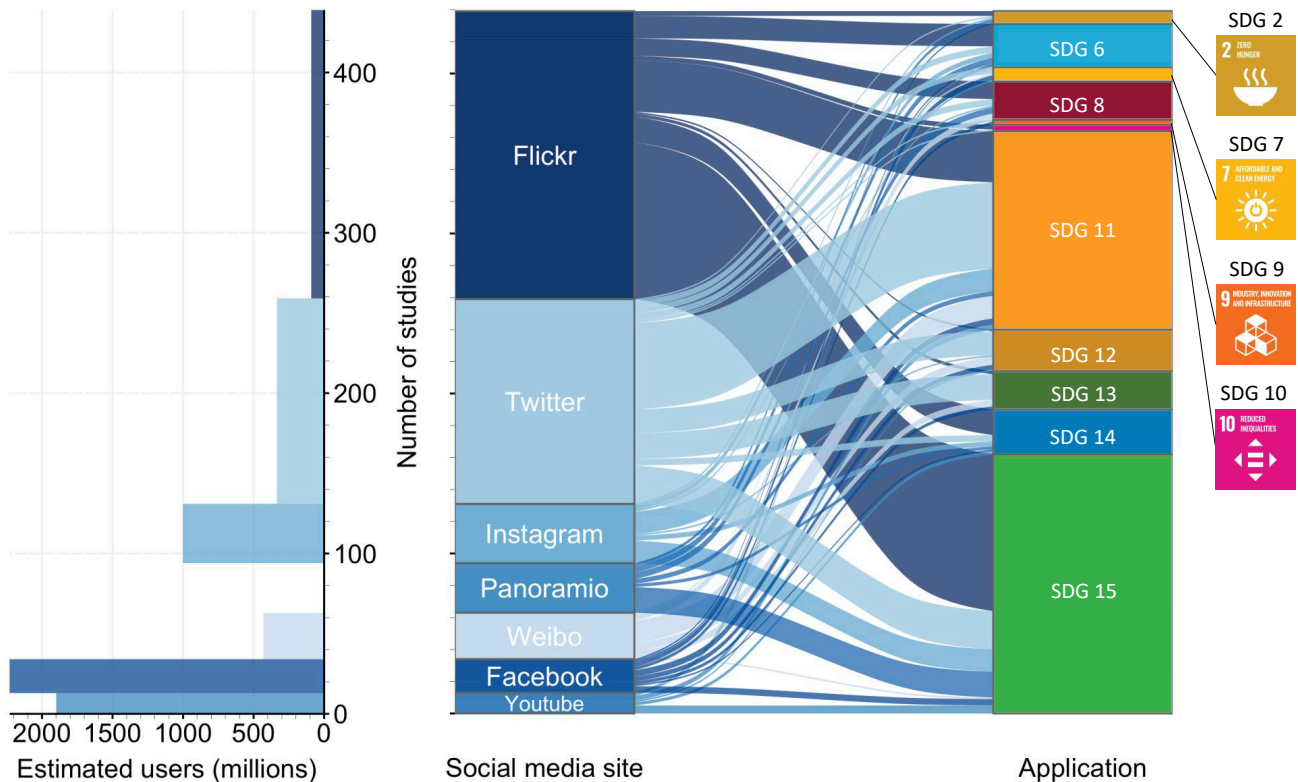 400
300
200
100
0
Number of studies
2000 1500 1000 500 0
Estimated users (millions)
Flickr
Twitter
Instagram
Panoramio
Weibo
Facebook
Youtube
Social media site
SDG 6
SDG 8
SDG 11
SDG 12
SDG 13
SDG 14
SDG 15
Application
SDG 2
2 ZERO
HUNGER
SDG 7
7 AFFORDABLE AND
CLEAN ENERGY
SDG 9
9 INDUSTRY, INNOVATION
AND INFRASTRUCTURE
SDG 10
10 REDUCED
INEQUALITIES